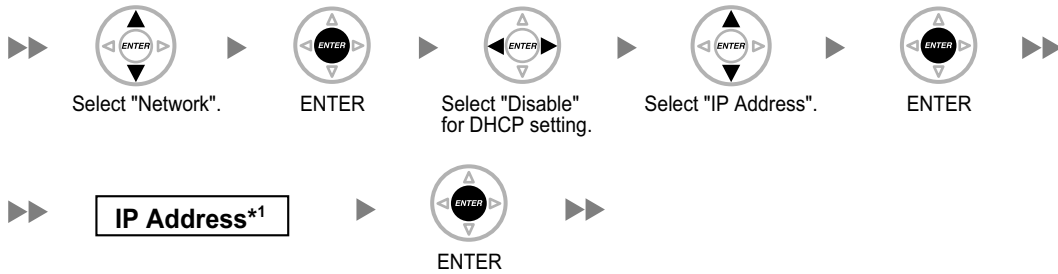 ENTER ENTER ENTER ENTER ENTER
Select "Network". ENTER Select "Disable" Select "IP Address". ENTER
for DHCP setting.
IP Address*1 ENTER
ENTER